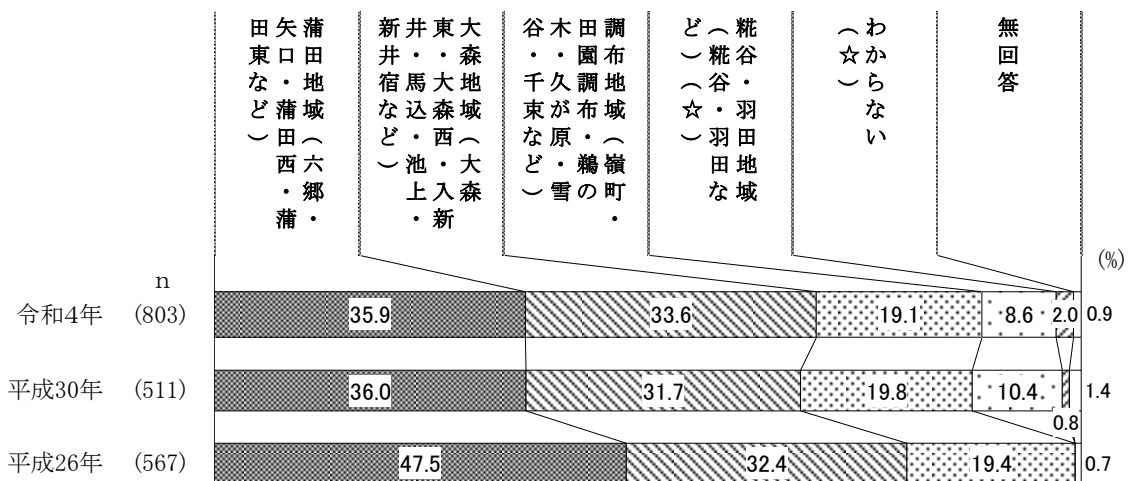 蒲田地域（六郷・
矢口・蒲田西・蒲
田東など）
大森地域（大森
東・大森西・入新
井・馬込・池上・
新井宿など）
調布地域（嶺町・
田園調布・鵜の
木・久が原・雪
谷・千束など）
糀谷・羽田地域
（糀谷・羽田な
ど）（☆）
わからない
（☆）
無回答
(%)
n
令和4年 (803) 35.9 33.6 19.1 8.6 2.0 0.9
平成30年 (511) 36.0 31.7 19.8 10.4 0.8 1.4
平成26年 (567) 47.5 32.4 19.4 0.7